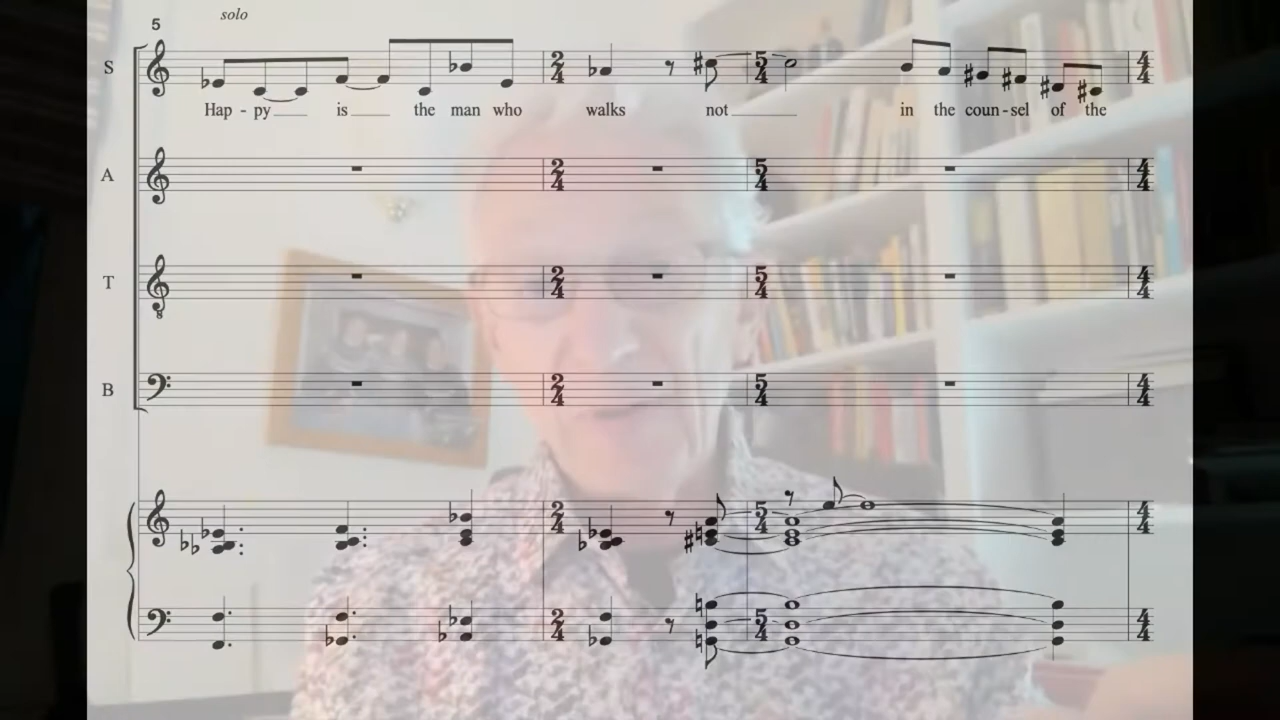 solo
5
S
Hap - py is the man who walks not in the coun - sel of the
A
T
B